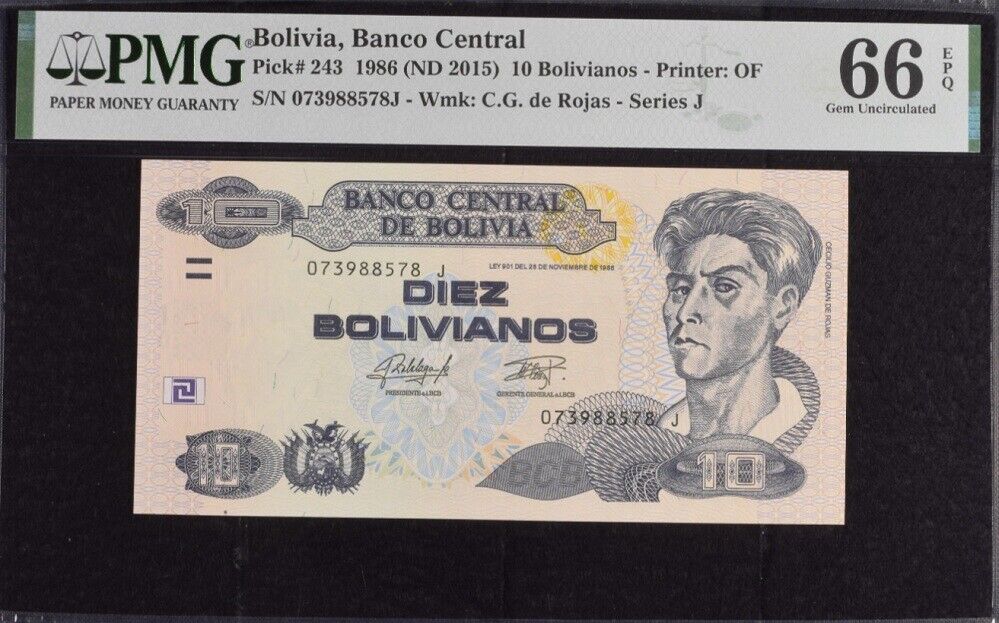 PMG®
PAPER MONEY GUARANTY
Bolivia, Banco Central
Pick# 243 1986 (ND 2015) 10 Bolivianos - Printer: OF
S/N 073988578J - Wmk: C.G. de Rojas - Series J
66
EPQ
Gem Uncirculated
10
BANCO CENTRAL
DE BOLIVIA
073988578 J
LEY 901 DEL 28 DE NOVIEMBRE DE 1986
DIEZ
BOLIVIANOS
CECILIO GUZMAN DE ROJAS
PRESIDENTE a.i. BCB
GERENTE GENERAL a.i. BCB
073988578 J
10
BCB
10